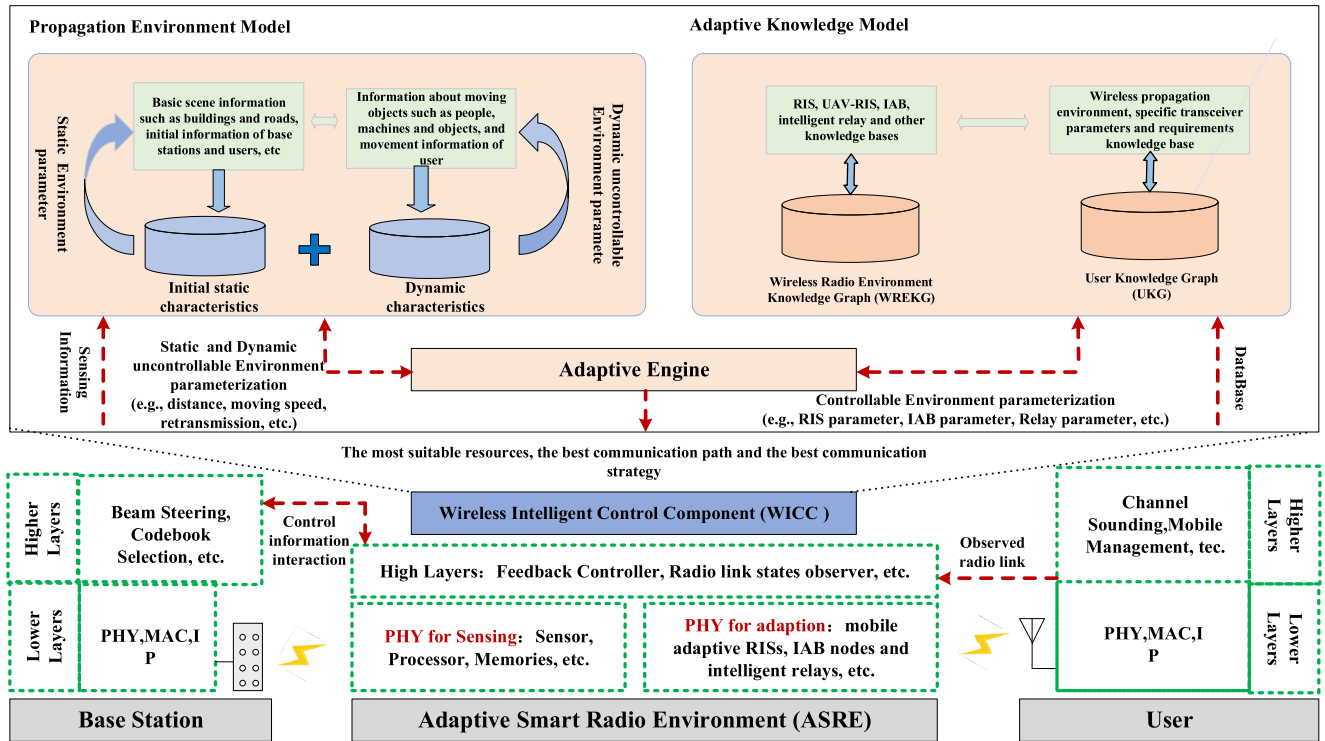 Propagation Environment Model
Adaptive Knowledge Model
Static Environment
parameter
Basic scene information
such as buildings and roads,
initial information of base
stations and users, etc
Information about moving
objects such as people,
machines and objects, and
movement information of
user
Dynamic uncontrollable
Environment paramete
Initial static
characteristics
Dynamic
characteristics
RIS, UAV-RIS, IAB,
intelligent relay and other
knowledge bases
Wireless propagation
environment, specific transceiver
parameters and requirements
knowledge base
Wireless Radio Environment
Knowledge Graph (WREKG)
User Knowledge Graph
(UKG)
Sensing
Information
Static and Dynamic
uncontrollable Environment
parameterization
(e.g., distance, moving speed,
retransmission, etc.)
Adaptive Engine
Controllable Environment parameterization
(e.g., RIS parameter, IAB parameter, Relay parameter, etc.)
DataBase
The most suitable resources, the best communication path and the best communication
strategy
Wireless Intelligent Control Component (WICC )
Higher
Layers
Beam Steering,
Codebook
Selection, etc.
Control
information
interaction
High Layers: Feedback Controller, Radio link states observer, etc.
Observed
radio link
Channel
Sounding,Mobile
Management, tec.
Higher
Layers
Lower
Layers
PHY,MAC,I
P
PHY for Sensing: Sensor,
Processor, Memories, etc.
PHY for adaption: mobile
adaptive RISs, IAB nodes and
intelligent relays, etc.
PHY,MAC,I
P
Lower
Layers
Base Station
Adaptive Smart Radio Environment (ASRE)
User